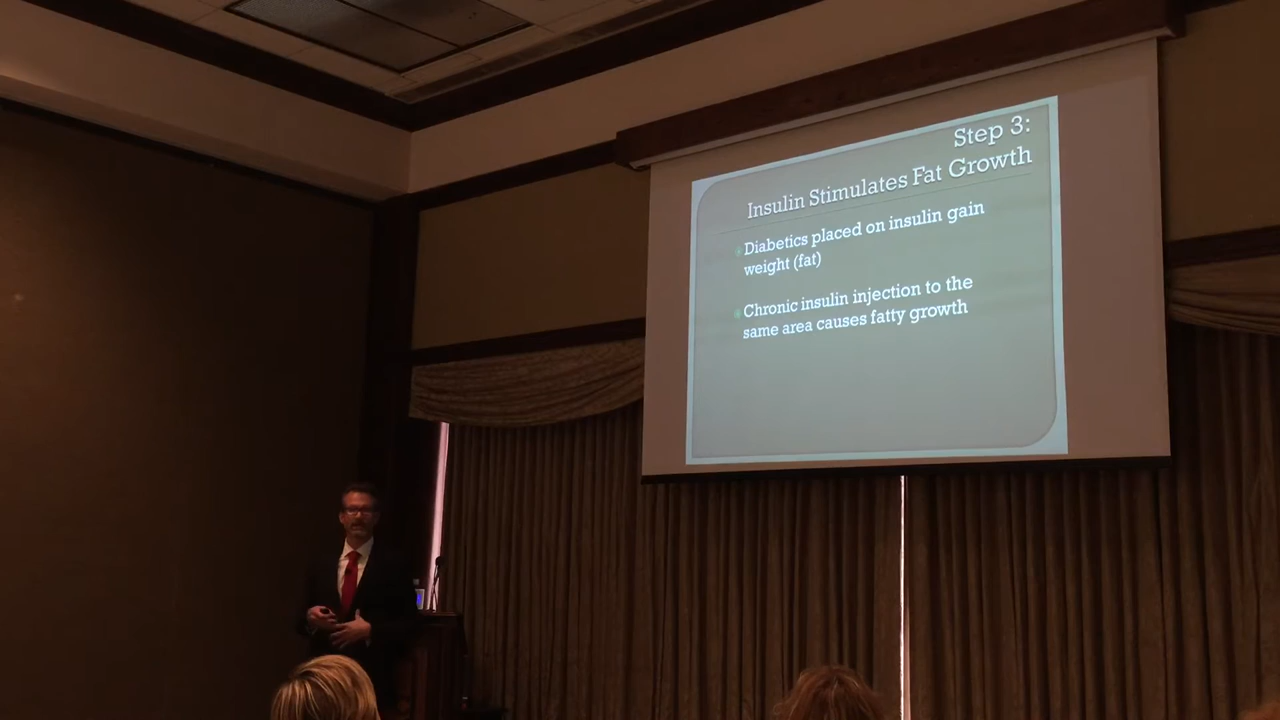 Step 3:
Insulin Stimulates Fat Growth
Diabetics placed on insulin gain
weight (fat)
Chronic insulin injection to the
same area causes fatty growth